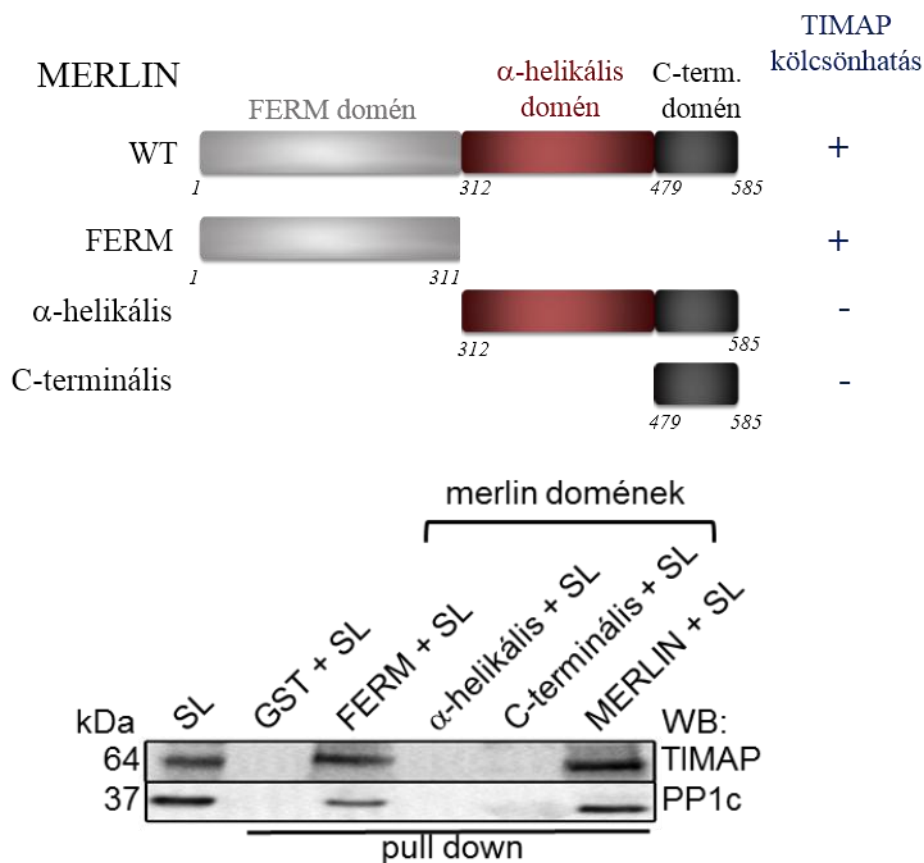 TIMAP
kölcsönhatás
MERLIN
α-helikális
domén
C-term.
domén
FERM domén
WT
+
1
312
479
585
FERM
+
1
311
α-helikális
-
312
585
C-terminális
-
479
585
merlin domének
SL
GST + SL
FERM + SL
α-helikális + SL
C-terminális + SL
MERLIN + SL
kDa
WB:
64
TIMAP
37
PP1c
pull down